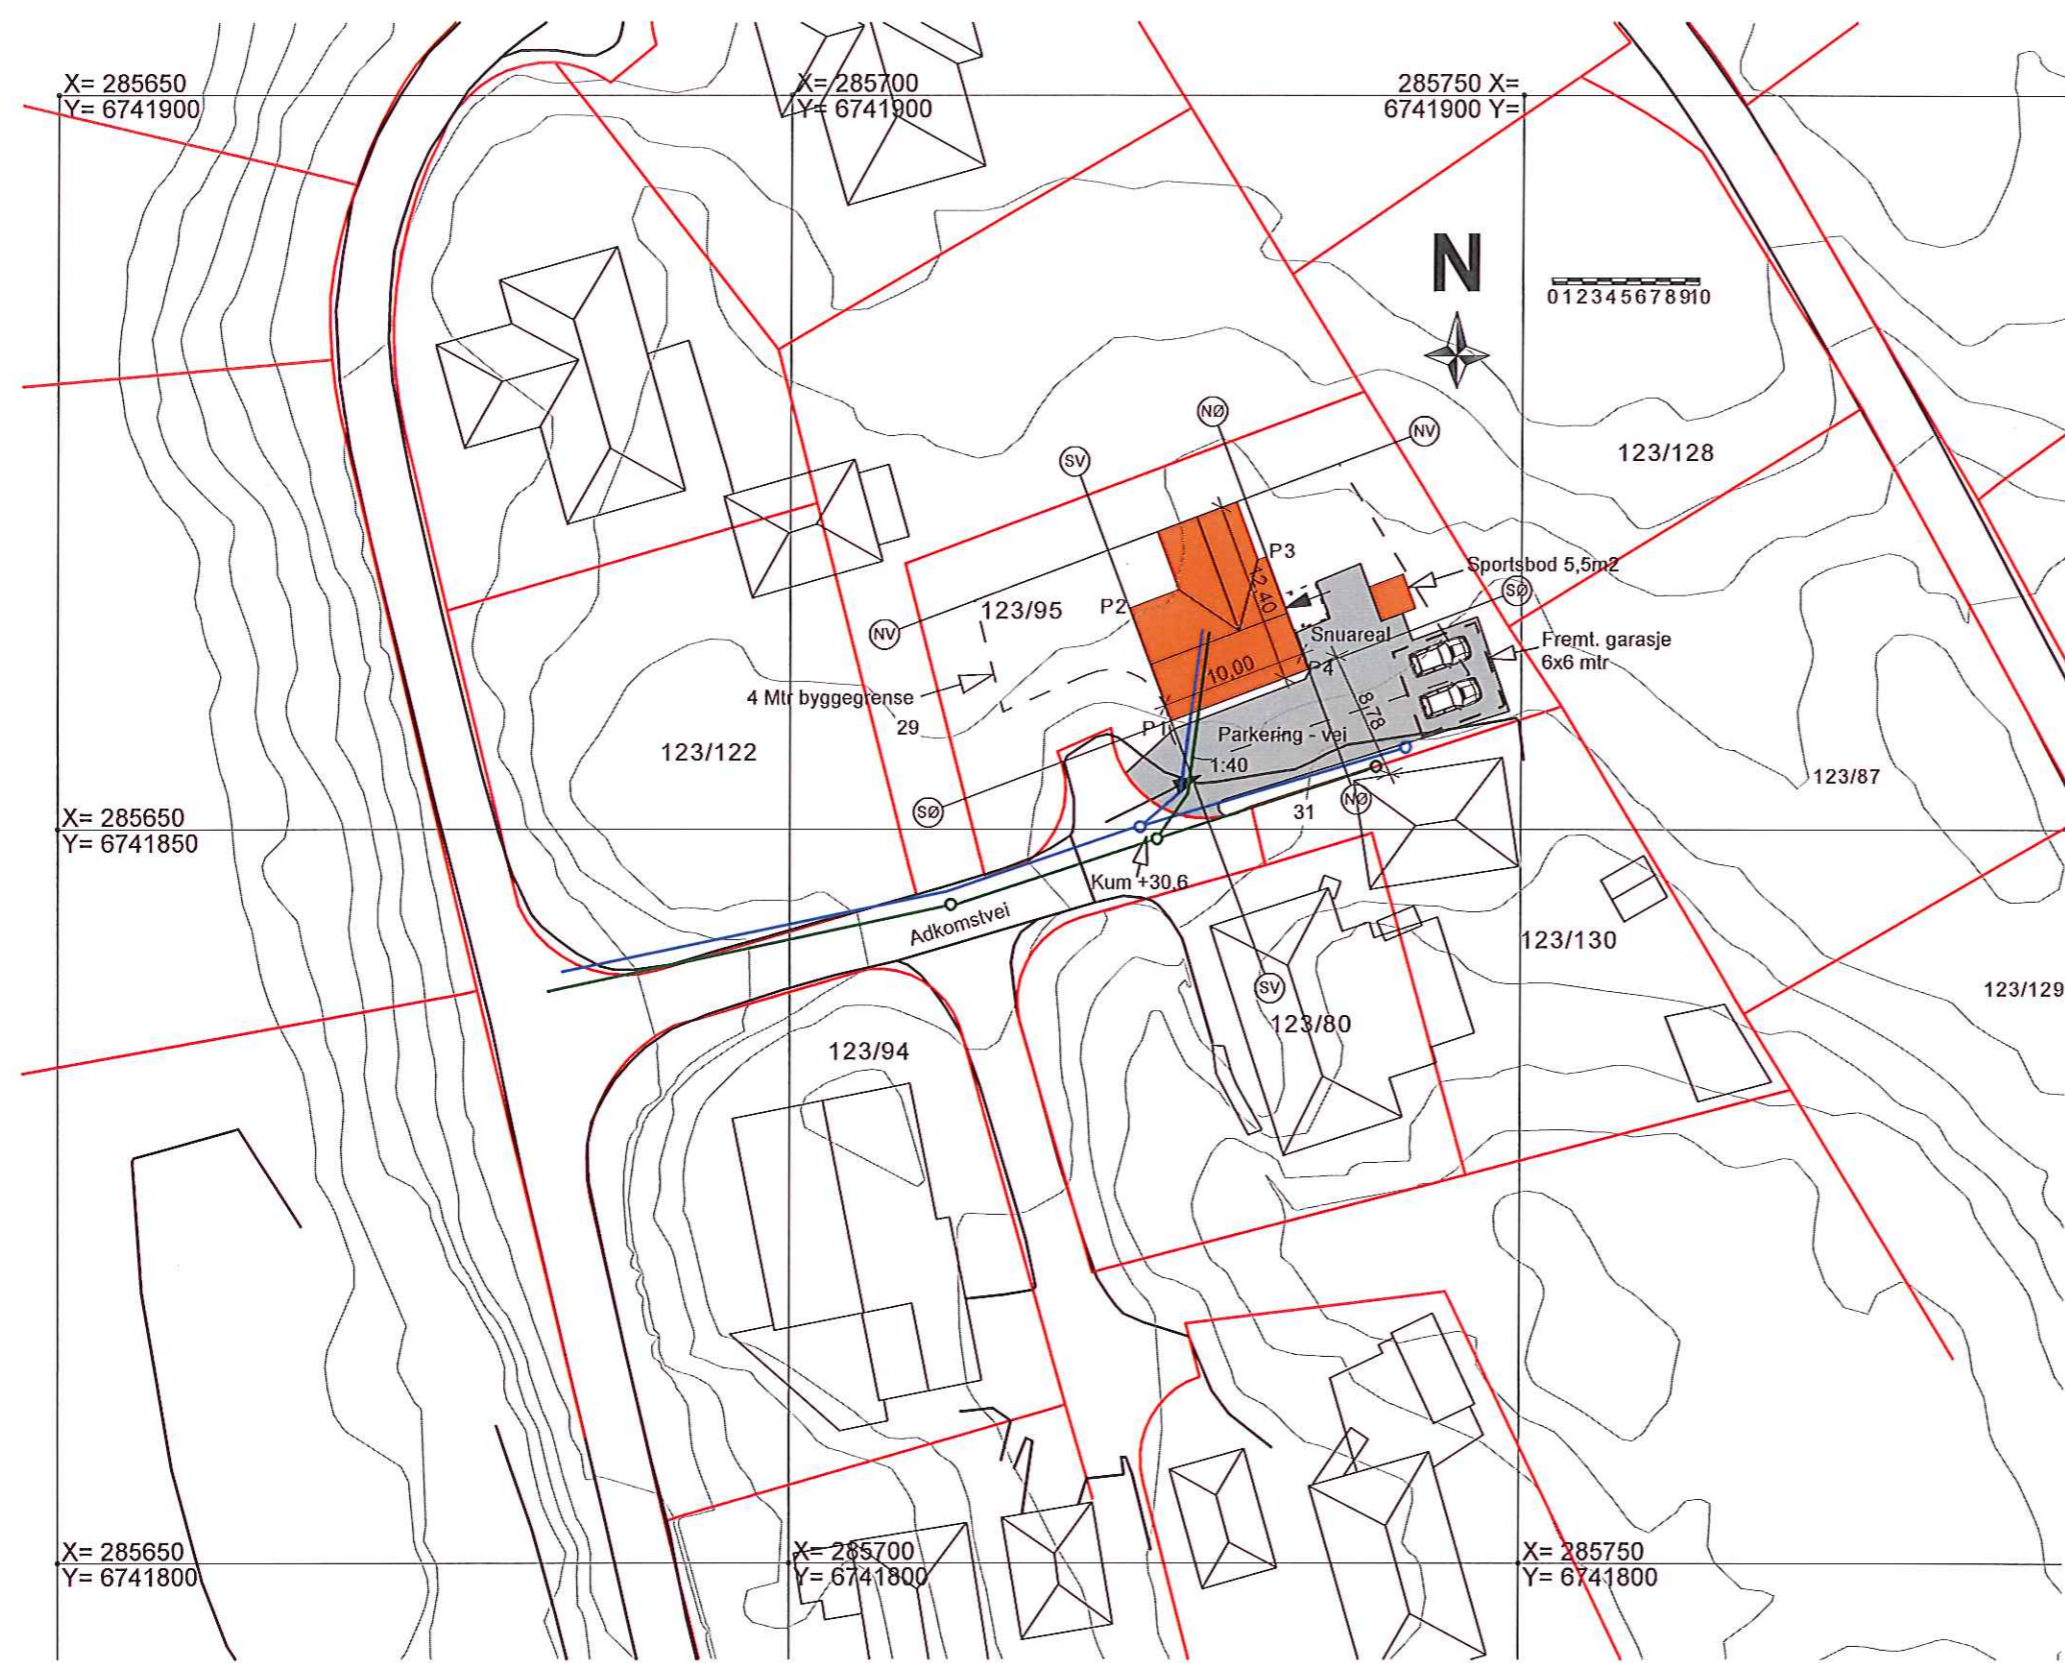 X= 285650
Y= 6741900
X= 285700
Y= 6741900
285750 X=
6741900 Y=
N
0 1 2 3 4 5 6 7 8 9 10
NØ
NV
SV
123/128
P3
Sportsbod 5,5m2
SØ
12,40
P2
123/95
NV
Snuareal
Fremt. garasje
6x6 mtr
10,00
P4
4 Mtr byggegrense
29
8,78
P1
Parkering - vei
123/122
1:40
123/87
NØ
SØ
31
X= 285650
Y= 6741850
Kum +30,6
Adkomstvei
123/130
SV
123/129
123/80
123/94
X= 285650
Y= 6741800
X= 285700
Y= 6741800
X= 285750
Y= 6741800